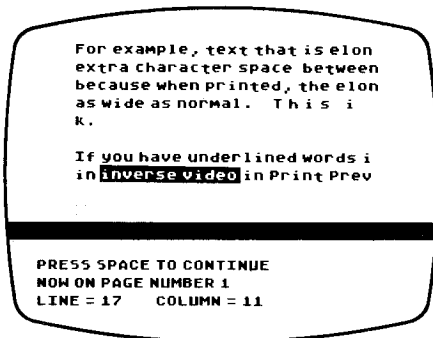 For example, text that is elon
extra character space between
because when printed, the elon
as wide as normal.  T h i s  i
k.
If you have underlined words i
in inverse video in Print Prev
PRESS SPACE TO CONTINUE
NOW ON PAGE NUMBER 1
LINE = 17  COLUMN = 11